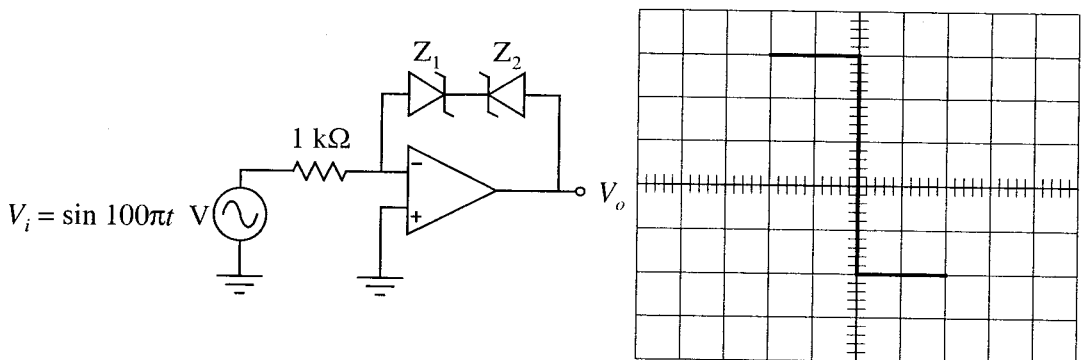 Z₁ Z₂
1 kΩ
−
+
Vᵢ = sin 100πt V
Vₒ